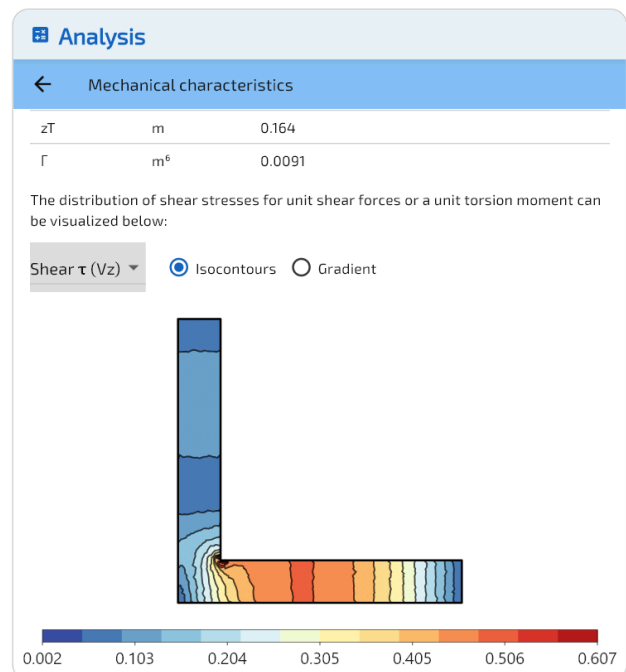 Analysis
Mechanical characteristics
zT m 0.164
Γ m⁶ 0.0091
The distribution of shear stresses for unit shear forces or a unit torsion moment can
be visualized below:
Shear τ (Vz) Isocontours Gradient
0.002 0.103 0.204 0.305 0.405 0.506 0.607